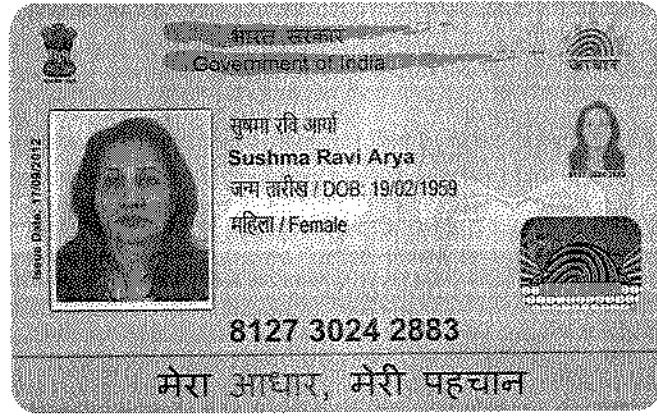 भारत सरकार
Government of India
आधार
सुषमा रवि आर्या
Sushma Ravi Arya
जन्म तारीख / DOB: 19/02/1959
महिला / Female
Issue Date: 17/09/2012
8127 3024 2883
मेरा आधार, मेरी पहचान